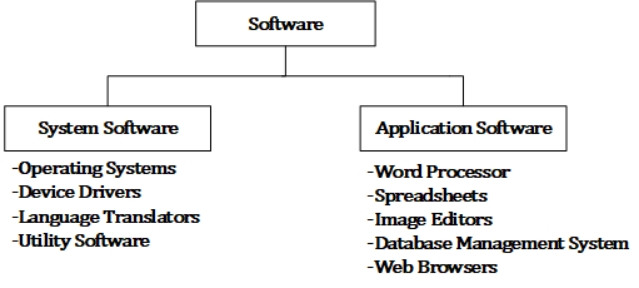 Software
System Software
-Operating Systems
-Device Drivers
-Language Translators
-Utility Software
Application Software
-Word Processor
-Spreadsheets
-Image Editors
-Database Management System
-Web Browsers